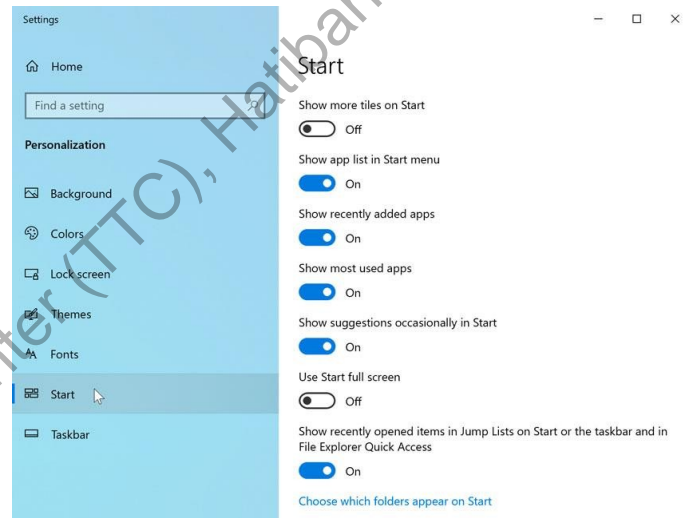 Settings
Home
Find a setting
Personalization
Background
Colors
Lock screen
Themes
Fonts
Start
Taskbar
Start
Show more tiles on Start
Off
Show app list in Start menu
On
Show recently added apps
On
Show most used apps
On
Show suggestions occasionally in Start
On
Use Start full screen
Off
Show recently opened items in Jump Lists on Start or the taskbar and in
File Explorer Quick Access
On
Choose which folders appear on Start
(TTC),